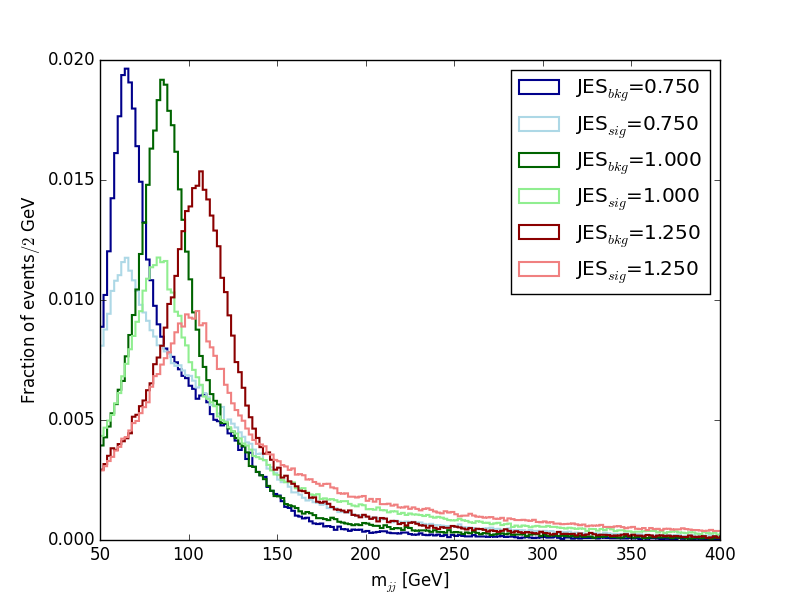 0.020
0.015
0.010
0.005
0.000
Fraction of events/2 GeV
JES_bkg=0.750
JES_sig=0.750
JES_bkg=1.000
JES_sig=1.000
JES_bkg=1.250
JES_sig=1.250
50 100 150 200 250 300 350 400
m_jj [GeV]